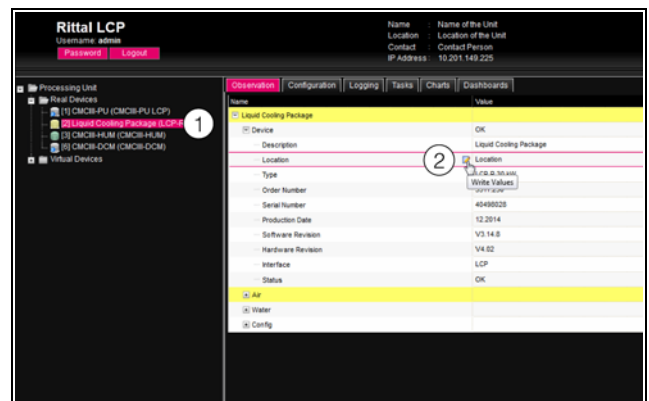 Rittal LCP
Username: admin
Password Logout
Name : Name of the Unit
Location : Location of the Unit
Contact : Contact Person
IP Address : 10.201.149.225
Processing Unit
Real Devices
[1] CMCIII-PU (CMCIII-PU LCP)
[2] Liquid Cooling Package (LCP-R
[3] CMCIII-HUM (CMCIII-HUM)
[6] CMCIII-DCM (CMCIII-DCM)
Virtual Devices
1
Observation Configuration Logging Tasks Charts Dashboards
Name Value
Liquid Cooling Package
Device OK
Description Liquid Cooling Package
Location 2 Location
Type
Write Values
Order Number
Serial Number 40498028
Production Date 12.2014
Software Revision V3.14.0
Hardware Revision V4.02
Interface LCP
Status OK
Air
Water
Config